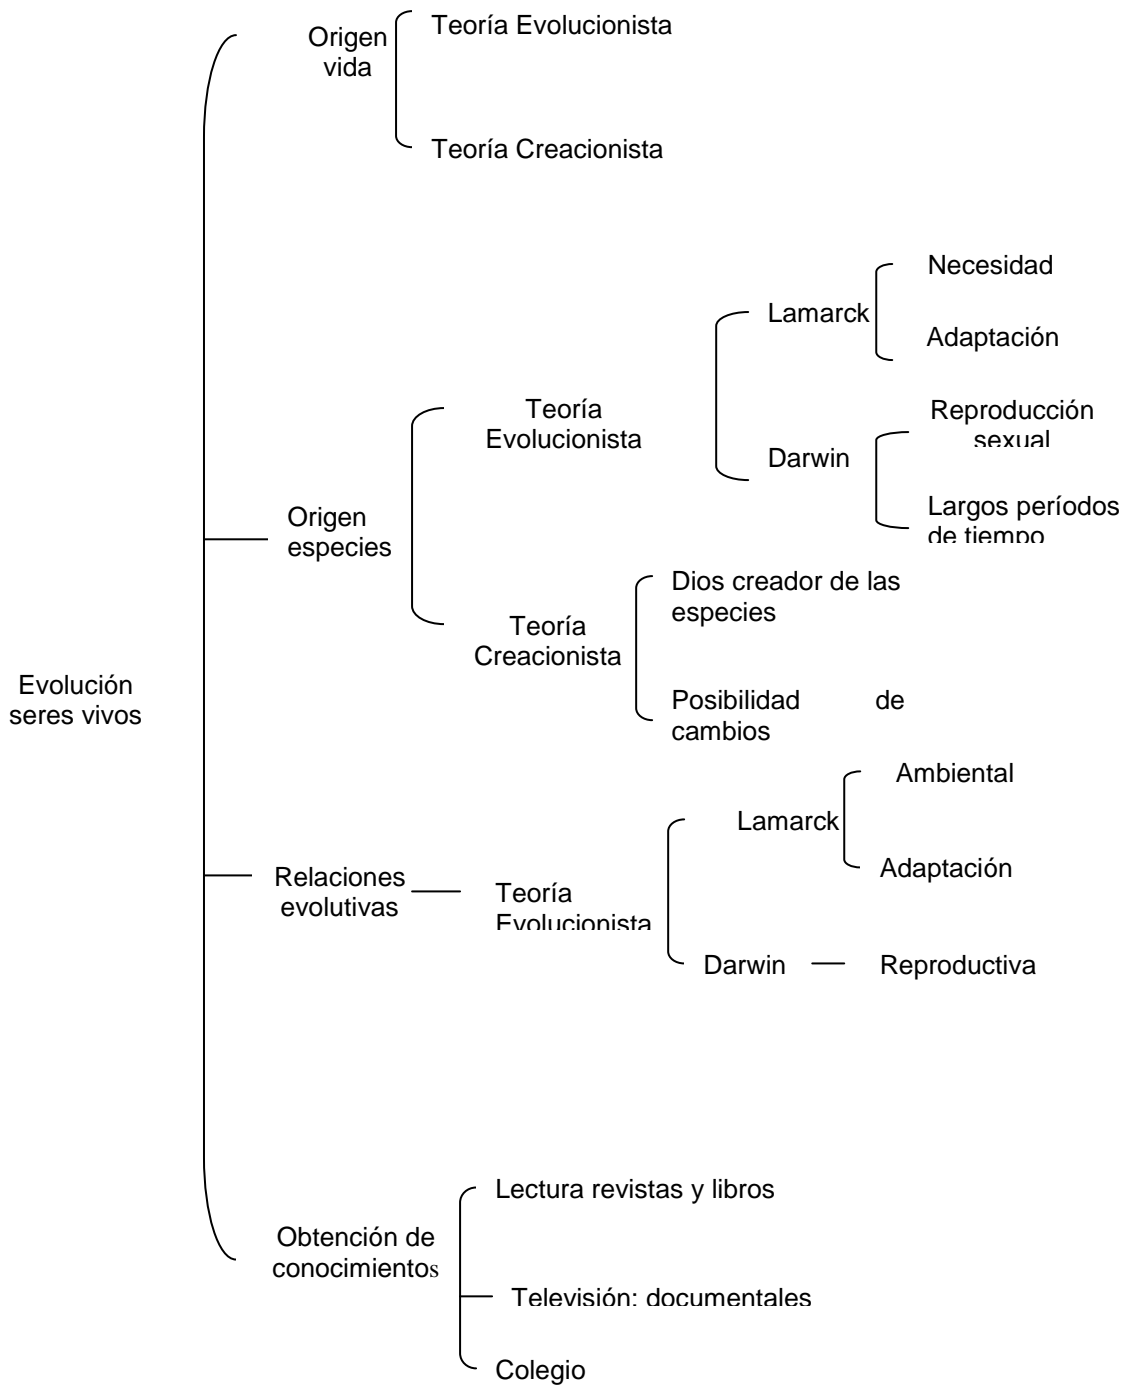 Origen
vida
Teoría Evolucionista
Teoría Creacionista
Evolución
seres vivos
Origen
especies
Teoría
Evolucionista
Lamarck
Necesidad
Adaptación
Darwin
Reproducción
sexual
Largos períodos
de tiempo
Teoría
Creacionista
Dios creador de las
especies
Posibilidad de
cambios
Relaciones
evolutivas
Teoría
Evolucionista
Lamarck
Ambiental
Adaptación
Darwin
Reproductiva
Obtención de
conocimientos
Lectura revistas y libros
Televisión: documentales
Colegio